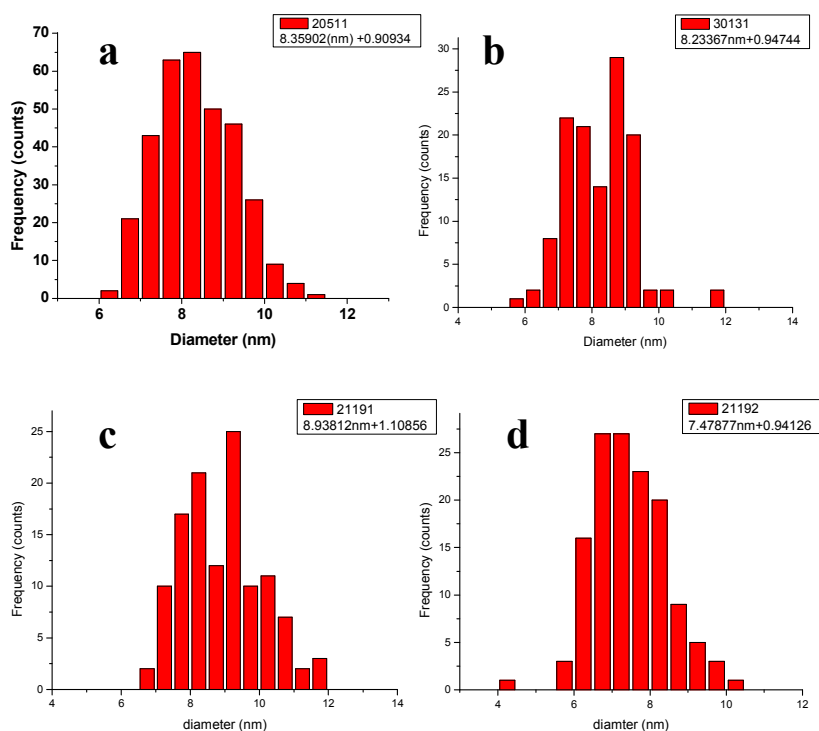 a
20511
8.35902(nm) +0.90934
70
60
50
40
30
20
10
0
Frequency (counts)
6 8 10 12
Diameter (nm)
b
30131
8.23367nm+0.94744
30
25
20
15
10
5
0
Frequency (counts)
4 6 8 10 12 14
Diameter (nm)
c
21191
8.93812nm+1.10856
25
20
15
10
5
0
Frequency (counts)
4 6 8 10 12 14
diameter (nm)
d
21192
7.47877nm+0.94126
25
20
15
10
5
0
Frequency (counts)
4 6 8 10 12
diamter (nm)